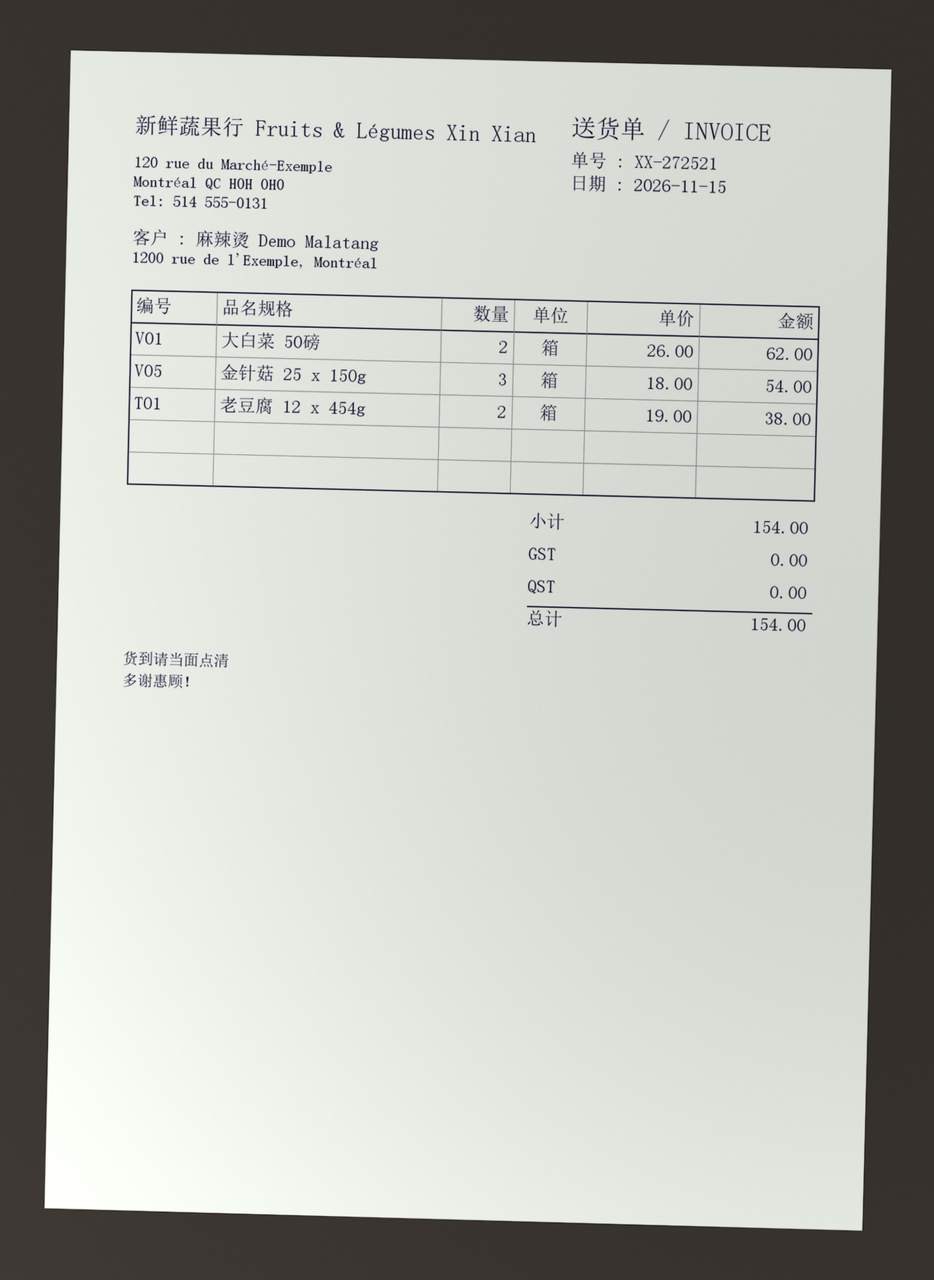 新鲜蔬果行 Fruits & Légumes Xin Xian
送货单 / INVOICE
120 rue du Marché-Exemple
Montréal QC H0H 0H0
Tel: 514 555-0131
单号 : XX-272521
日期 : 2026-11-15
客户 : 麻辣烫 Demo Malatang
1200 rue de l'Exemple, Montréal
编号 品名规格 数量 单位 单价 金额
V01 大白菜 50磅 2 箱 26.00 62.00
V05 金针菇 25 x 150g 3 箱 18.00 54.00
T01 老豆腐 12 x 454g 2 箱 19.00 38.00
小计 154.00
GST 0.00
QST 0.00
总计 154.00
货到请当面点清
多谢惠顾!